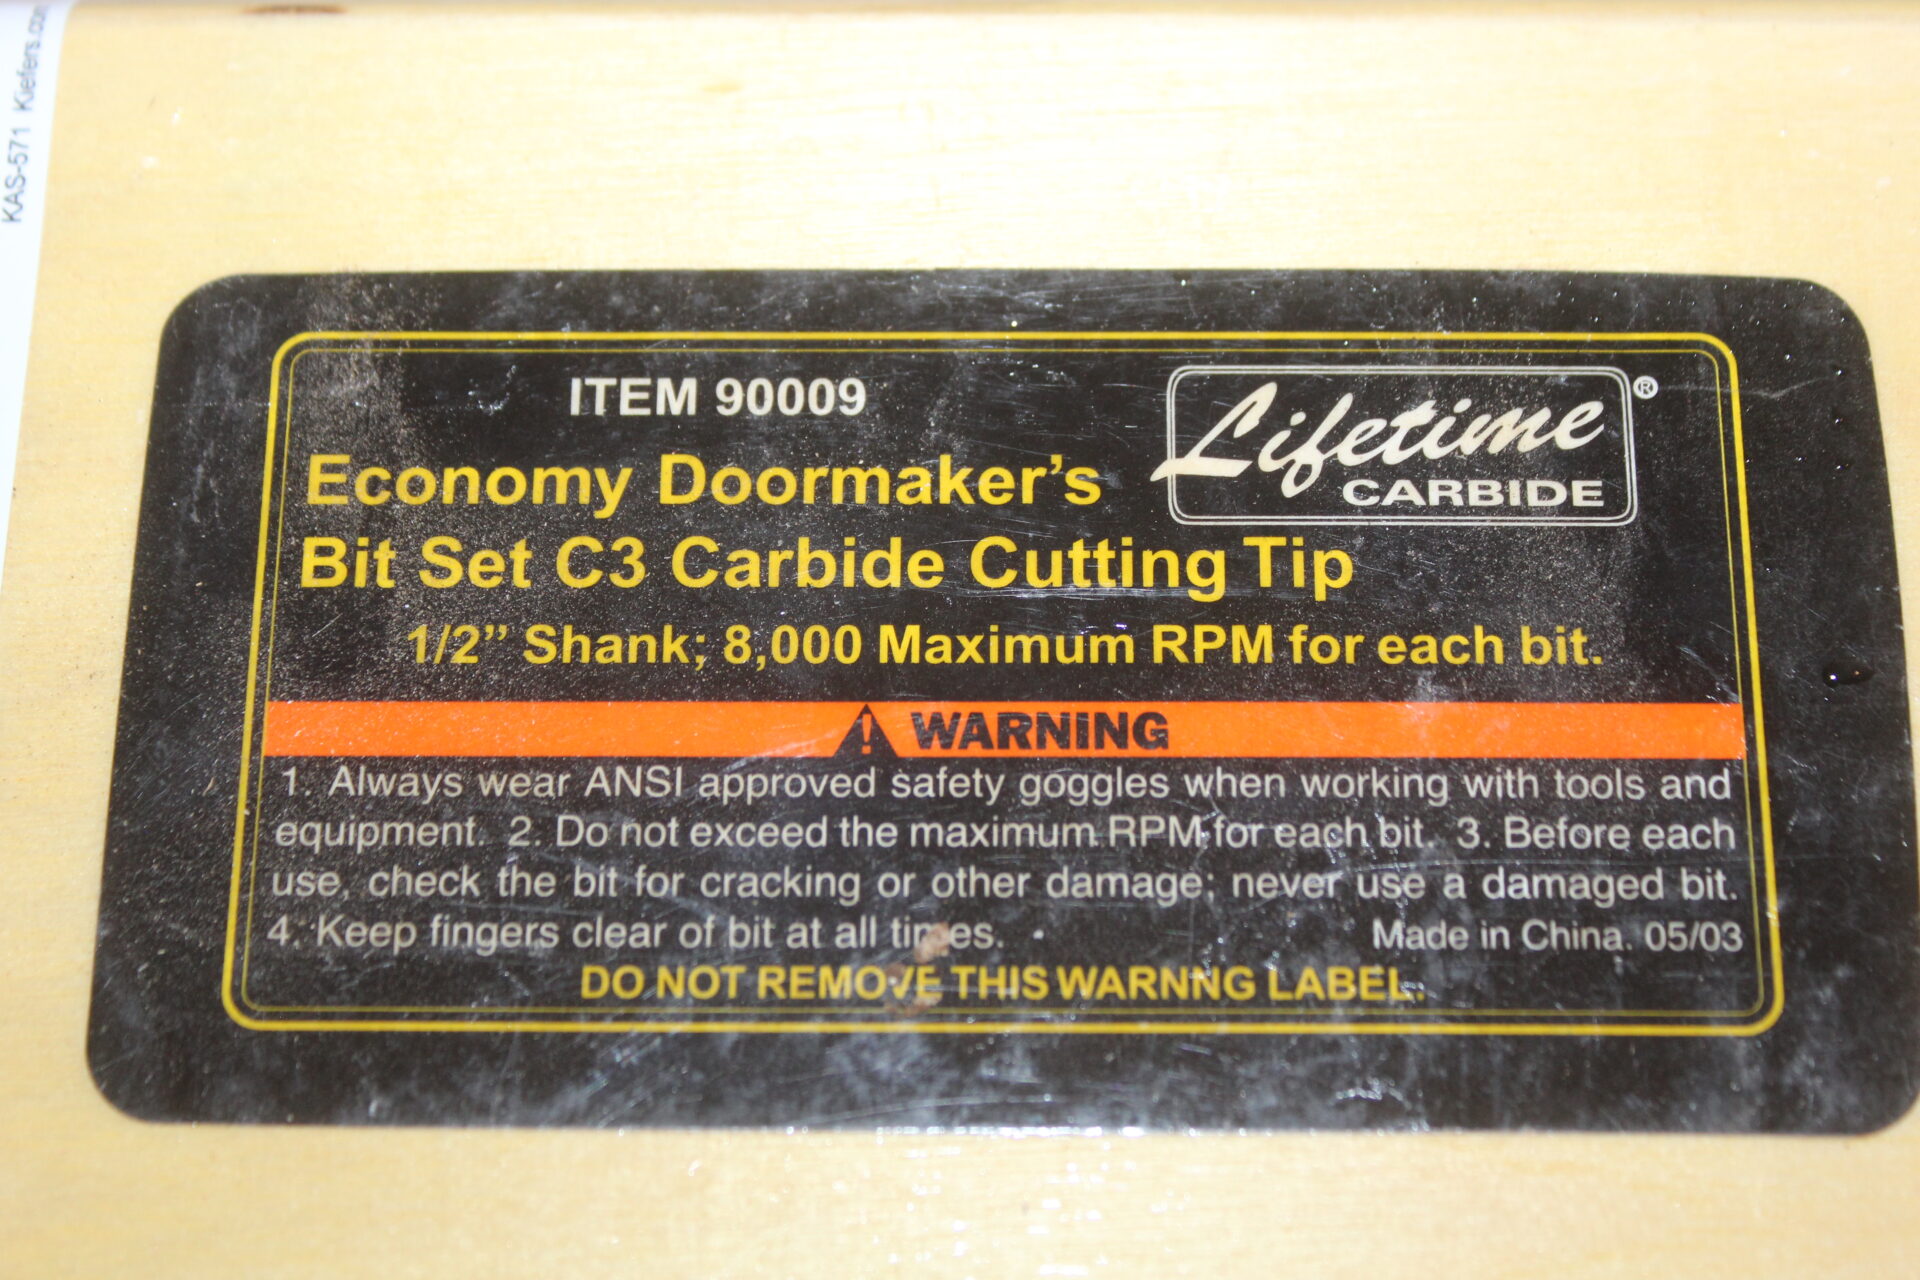 KAS-571 Kiefers.com
ITEM 90009
Lifetime ®
CARBIDE
Economy Doormaker's
Bit Set C3 Carbide Cutting Tip
1/2" Shank; 8,000 Maximum RPM for each bit.
! WARNING
1. Always wear ANSI approved safety goggles when working with tools and
equipment. 2. Do not exceed the maximum RPM for each bit. 3. Before each
use, check the bit for cracking or other damage; never use a damaged bit.
4. Keep fingers clear of bit at all times. Made in China. 05/03
DO NOT REMOVE THIS WARNNG LABEL.